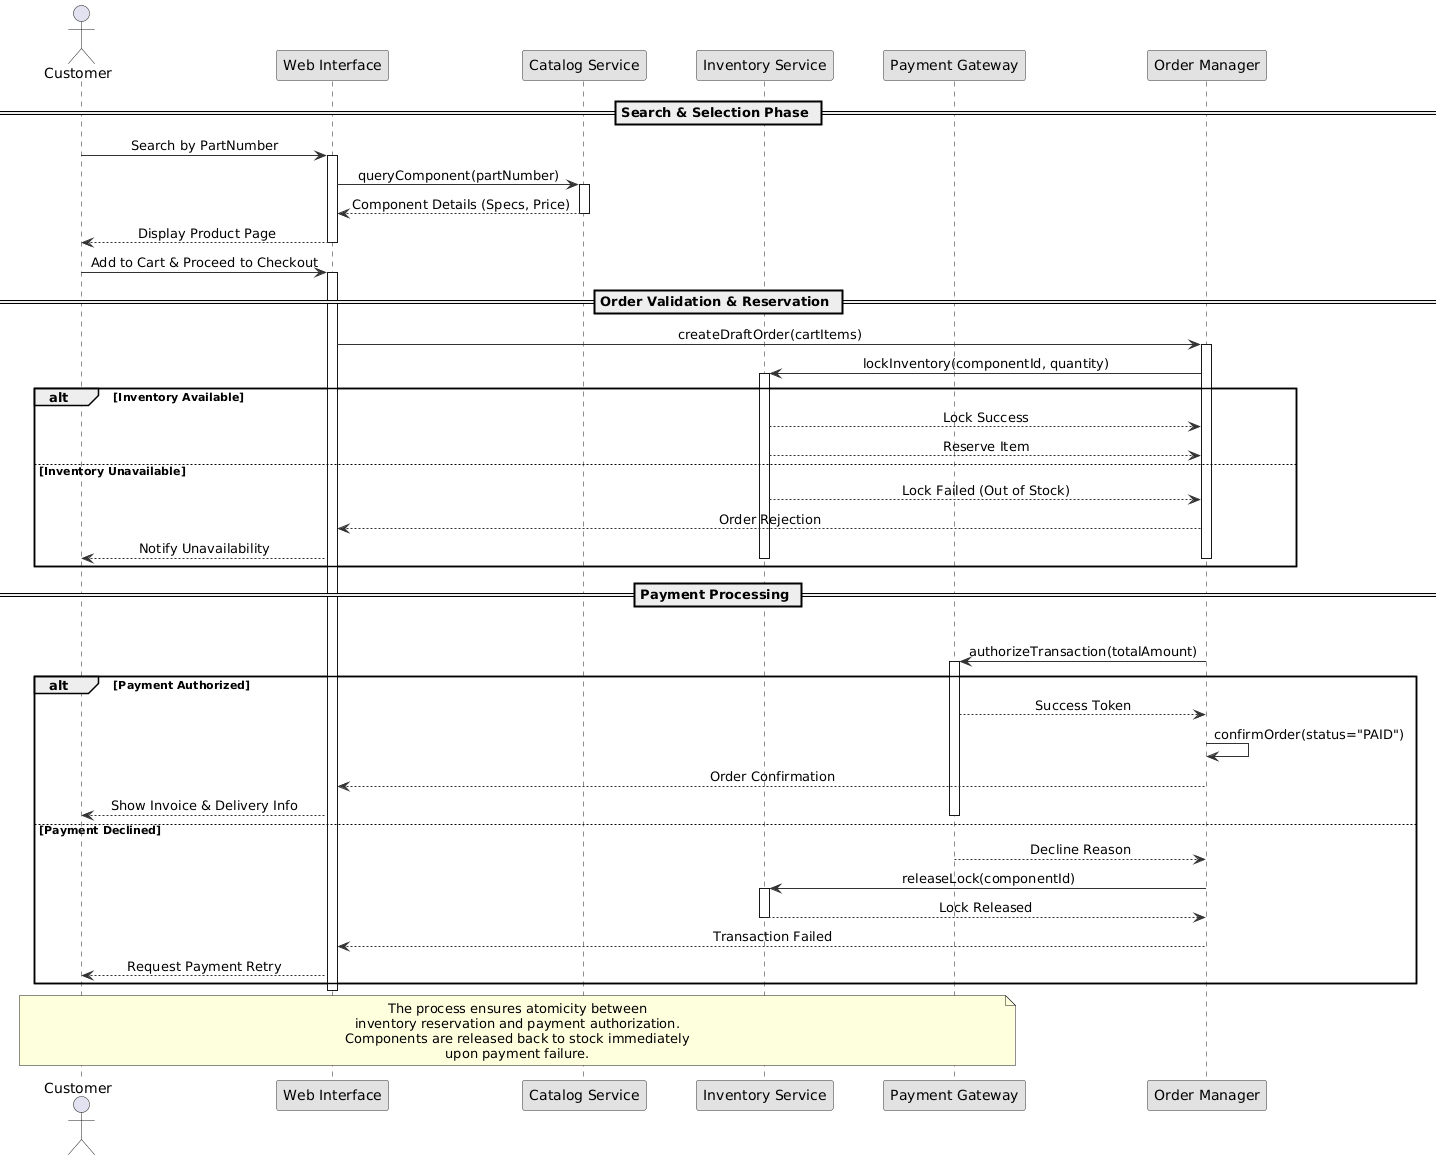 Customer
Web Interface
Catalog Service
Inventory Service
Payment Gateway
Order Manager
Search & Selection Phase
Search by PartNumber
queryComponent(partNumber)
Component Details (Specs, Price)
Display Product Page
Add to Cart & Proceed to Checkout
Order Validation & Reservation
createDraftOrder(cartItems)
lockInventory(componentId, quantity)
alt [Inventory Available]
Lock Success
Reserve Item
[Inventory Unavailable]
Lock Failed (Out of Stock)
Order Rejection
Notify Unavailability
Payment Processing
authorizeTransaction(totalAmount)
alt [Payment Authorized]
Success Token
confirmOrder(status="PAID")
Order Confirmation
Show Invoice & Delivery Info
[Payment Declined]
Decline Reason
releaseLock(componentId)
Lock Released
Transaction Failed
Request Payment Retry
The process ensures atomicity between
inventory reservation and payment authorization.
Components are released back to stock immediately
upon payment failure.
Customer
Web Interface
Catalog Service
Inventory Service
Payment Gateway
Order Manager